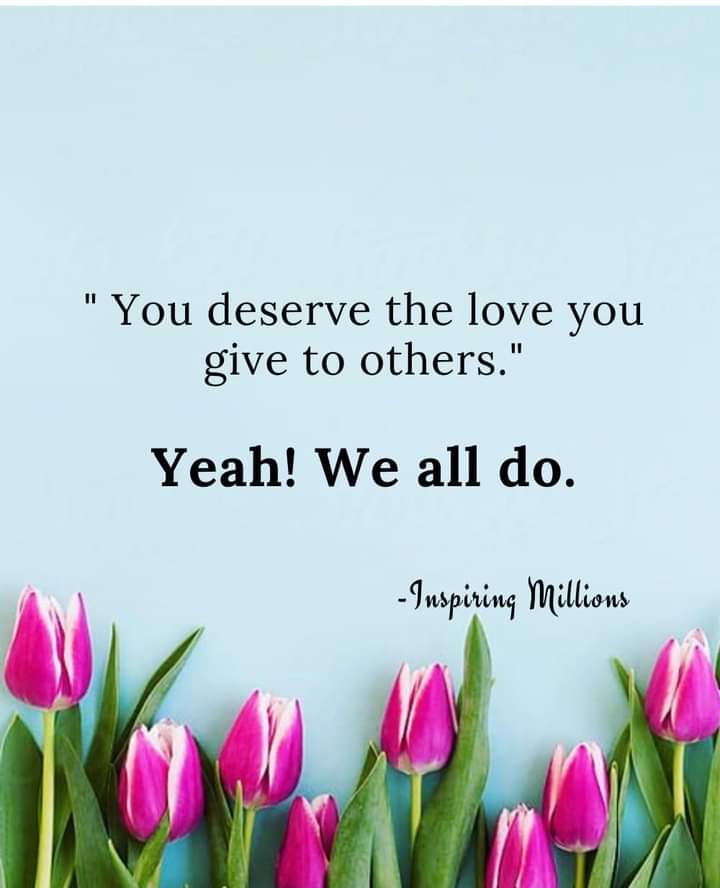 " You deserve the love you
give to others."
Yeah! We all do.
-Inspiring Millions